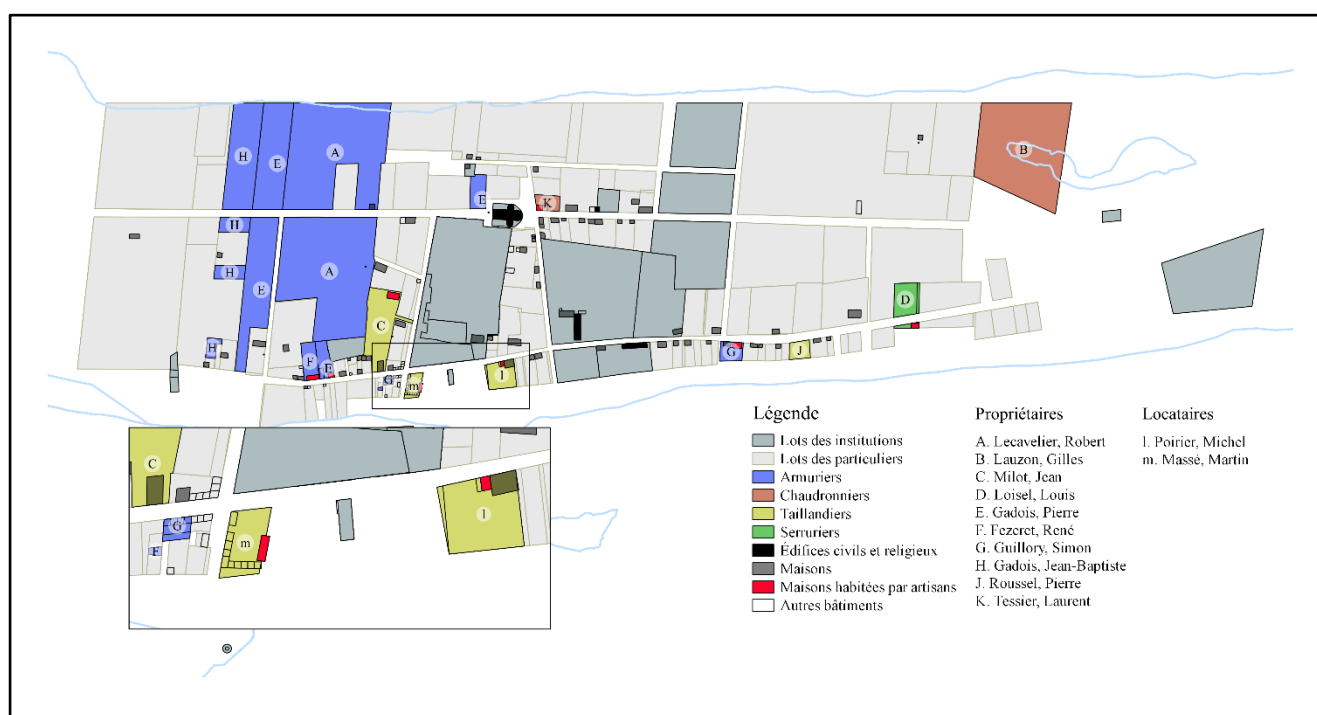 H
E
A
B
E
K
H
H
E
A
D
C
H
F
E
G
J
G
m
l
Légende
Lots des institutions
Lots des particuliers
Armuriers
Chaudronniers
Taillandiers
Serruriers
Édifices civils et religieux
Maisons
Maisons habitées par artisans
Autres bâtiments
Propriétaires
A. Lecavelier, Robert
B. Lauzon, Gilles
C. Milot, Jean
D. Loisel, Louis
E. Gadois, Pierre
F. Fezeret, René
G. Guillory, Simon
H. Gadois, Jean-Baptiste
J. Roussel, Pierre
K. Tessier, Laurent
Locataires
l. Poirier, Michel
m. Massé, Martin
C
G
F
m
l